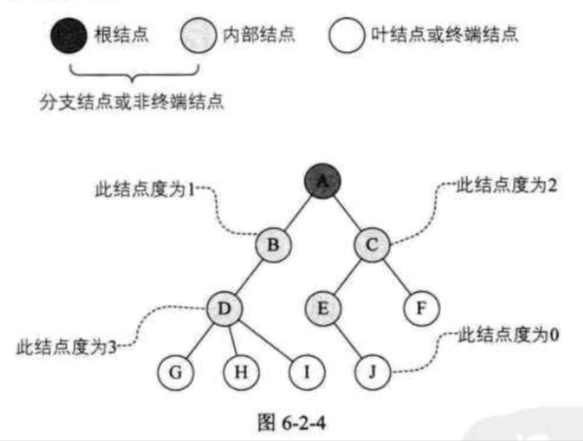 根结点 内部结点 叶结点或终端结点
分支结点或非终端结点
A
此结点度为1 此结点度为2
B C
D E F
此结点度为3 此结点度为0
G H I J
图 6-2-4